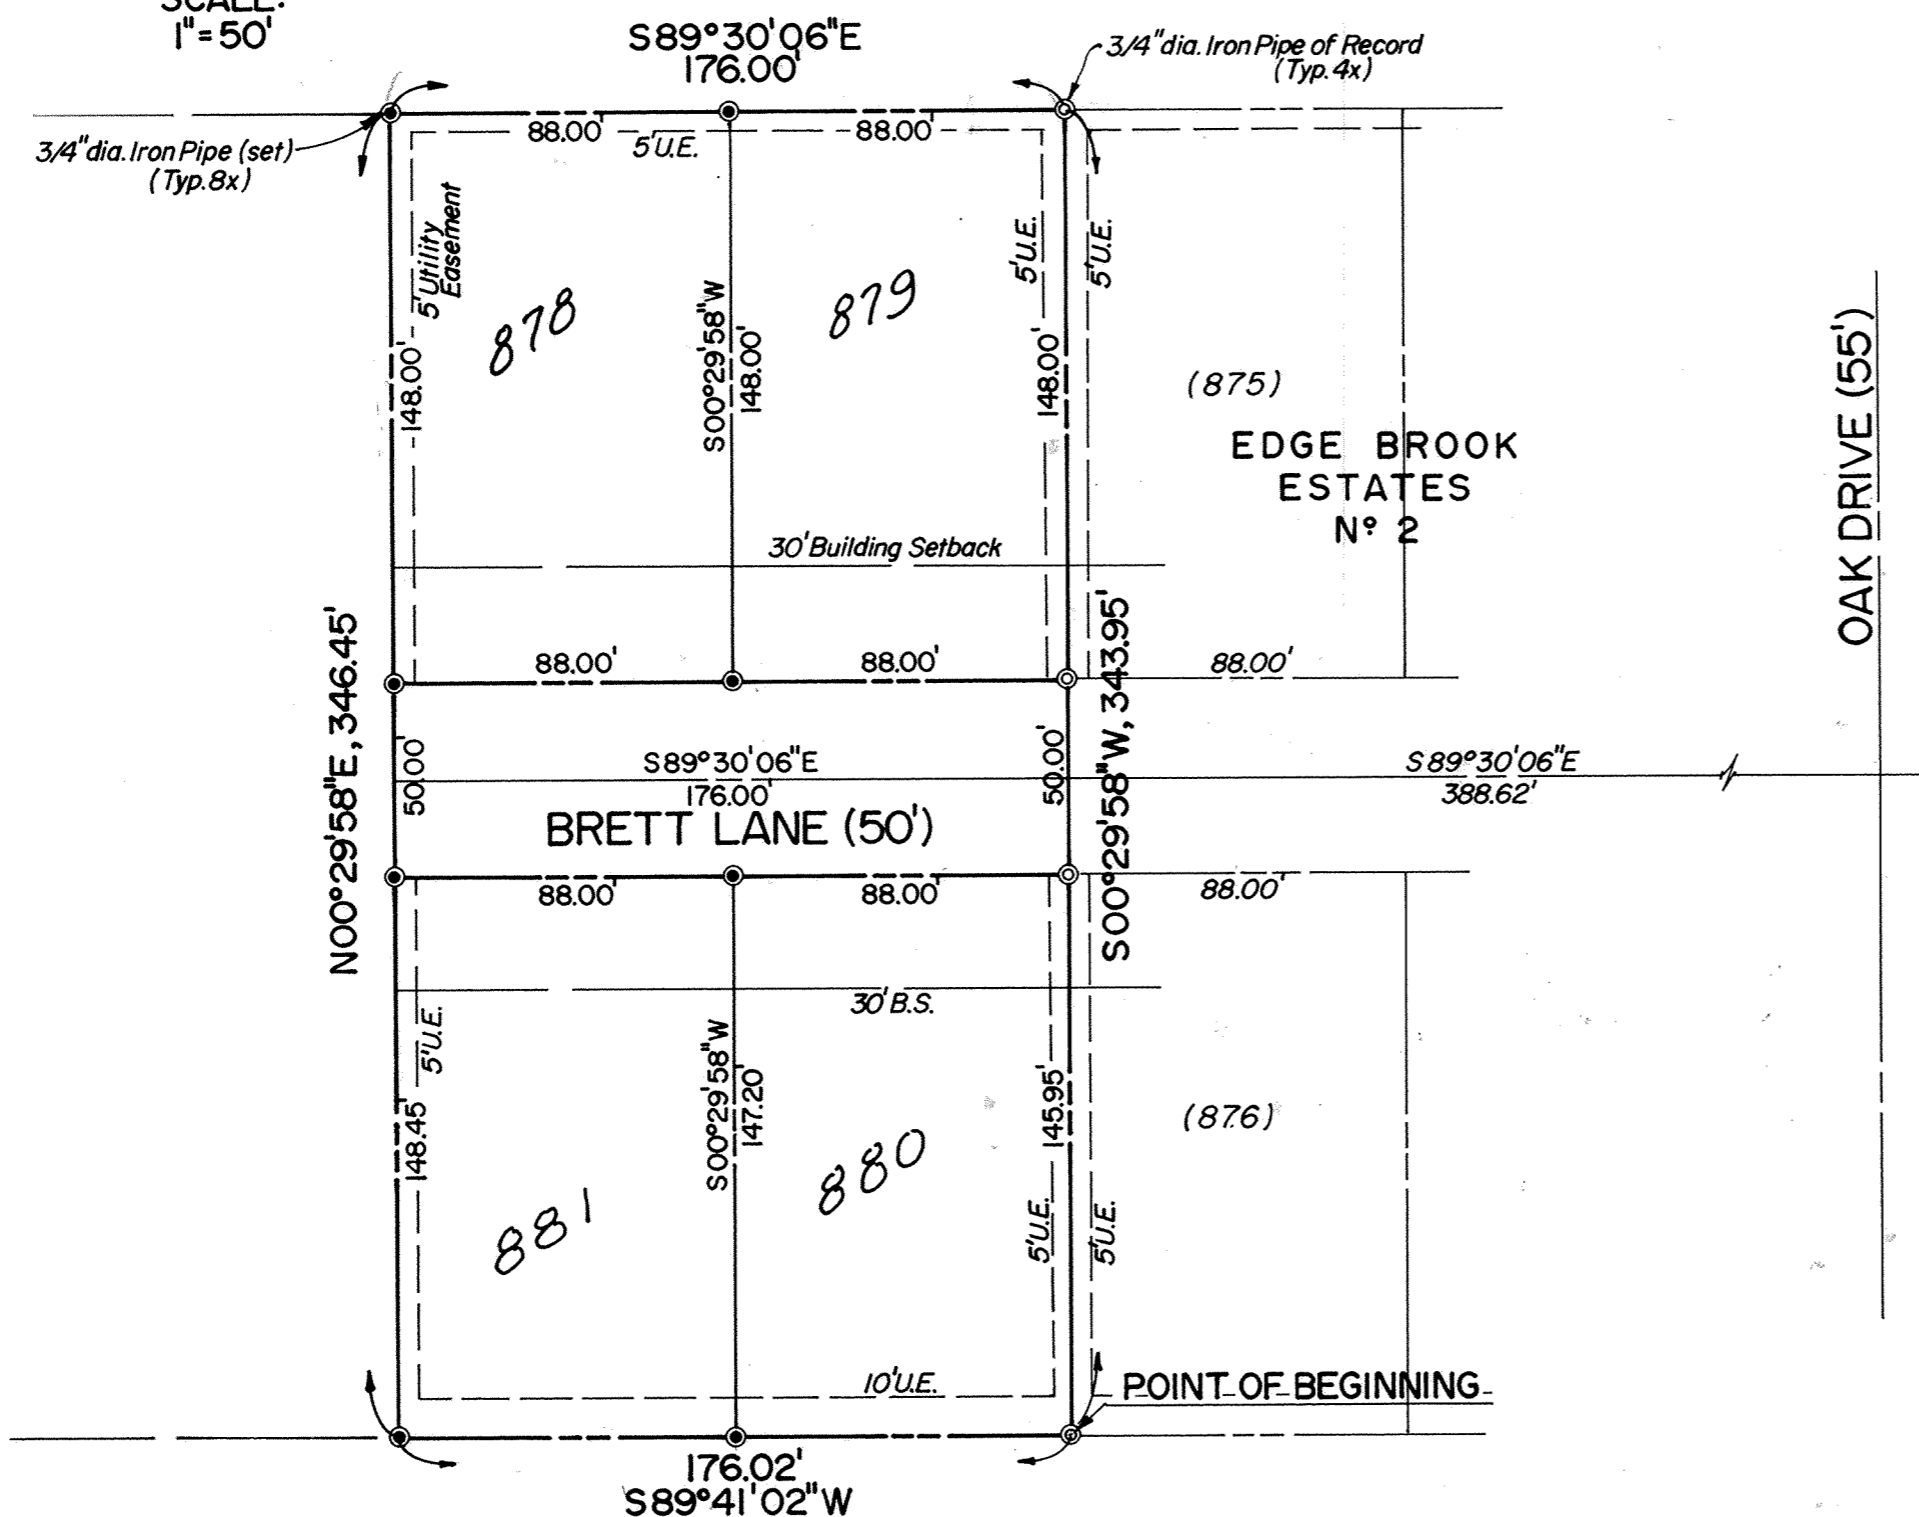 SCALE:
1"=50'
S89°30'06"E
176.00'
3/4"dia. Iron Pipe of Record
(Typ. 4x)
3/4"dia. Iron Pipe (set)
(Typ. 8x)
88.00'
5'U.E.
88.00'
5'Utility
Easement
5'U.E.
5'U.E.
878
879
148.00'
S00°29'58"W
148.00'
148.00'
(875)
EDGE BROOK
ESTATES
Nº 2
OAK DRIVE (55')
30' Building Setback
88.00'
88.00'
88.00'
N00°29'58"E, 346.45'
S00°29'58"W, 343.95'
50.00'
S89°30'06"E
176.00'
50.00'
S89°30'06"E
388.62'
BRETT LANE (50')
88.00'
88.00'
88.00'
30' B.S.
5'U.E.
148.45'
S00°29'58"W
147.20'
145.95'
(876)
881
880
5'U.E.
5'U.E.
10'U.E.
POINT OF BEGINNING
176.02'
S89°41'02"W